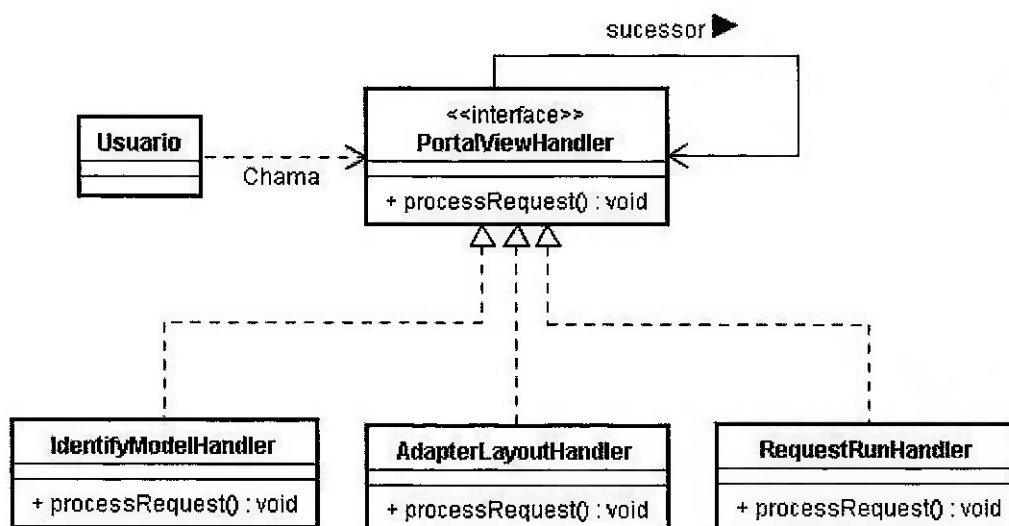 sucessor
<<interface>>
PortalViewHandler
Usuario
Chama
+ processRequest() : void
IdentifyModelHandler
+ processRequest() : void
AdapterLayoutHandler
+ processRequest() : void
RequestRunHandler
+ processRequest() : void